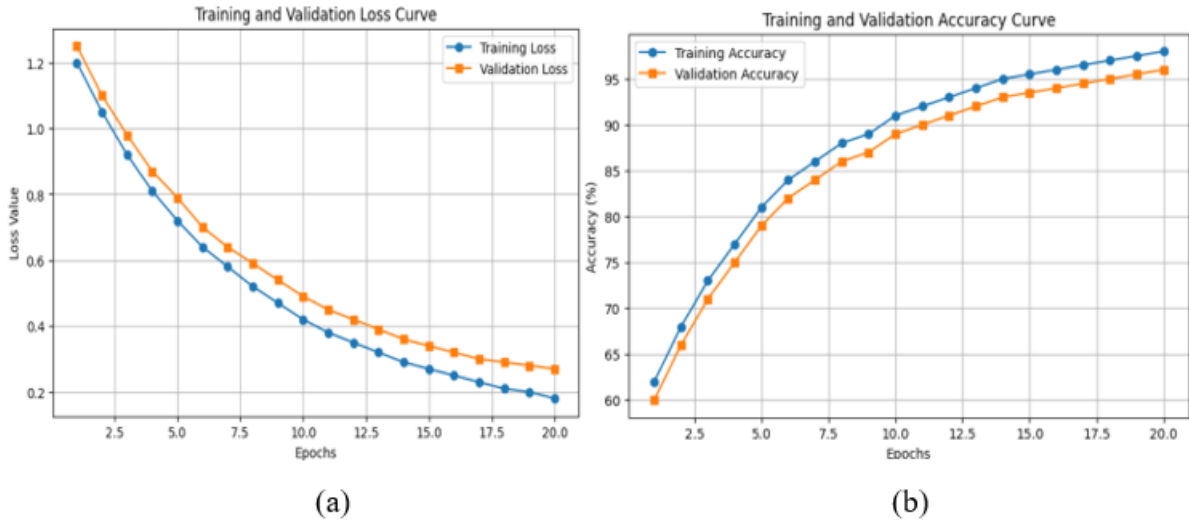 Training and Validation Loss Curve
Training Loss
Validation Loss
1.2
1.0
0.8
0.6
0.4
0.2
Loss Value
2.5 5.0 7.5 10.0 12.5 15.0 17.5 20.0
Epochs
(a)
Training and Validation Accuracy Curve
Training Accuracy
Validation Accuracy
95
90
85
80
75
70
65
60
Accuracy (%)
2.5 5.0 7.5 10.0 12.5 15.0 17.5 20.0
Epochs
(b)